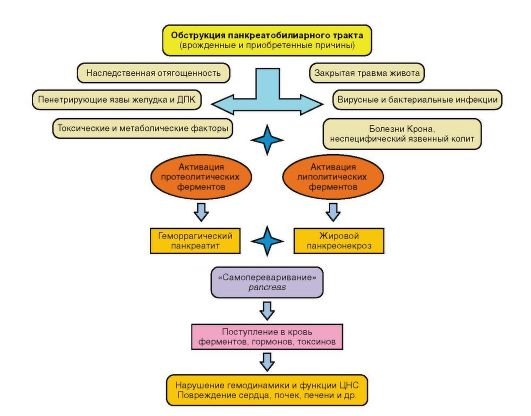 Обструкция панкреатобилиарного тракта
(врожденные и приобретенные причины)
Наследственная отягощенность
Закрытая травма живота
Пенетрирующие язвы желудка и ДПК
Вирусные и бактериальные инфекции
Токсические и метаболические факторы
Болезни Крона,
неспецифический язвенный колит
Активация
протеолитических
ферментов
Активация
липолитических
ферментов
Геморрагический
панкреатит
Жировой
панкреонекроз
«Самопереваривание»
pancreas
Поступление в кровь
ферментов, гормонов, токсинов
Нарушение гемодинамики и функции ЦНС
Повреждение сердца, почек, печени и др.